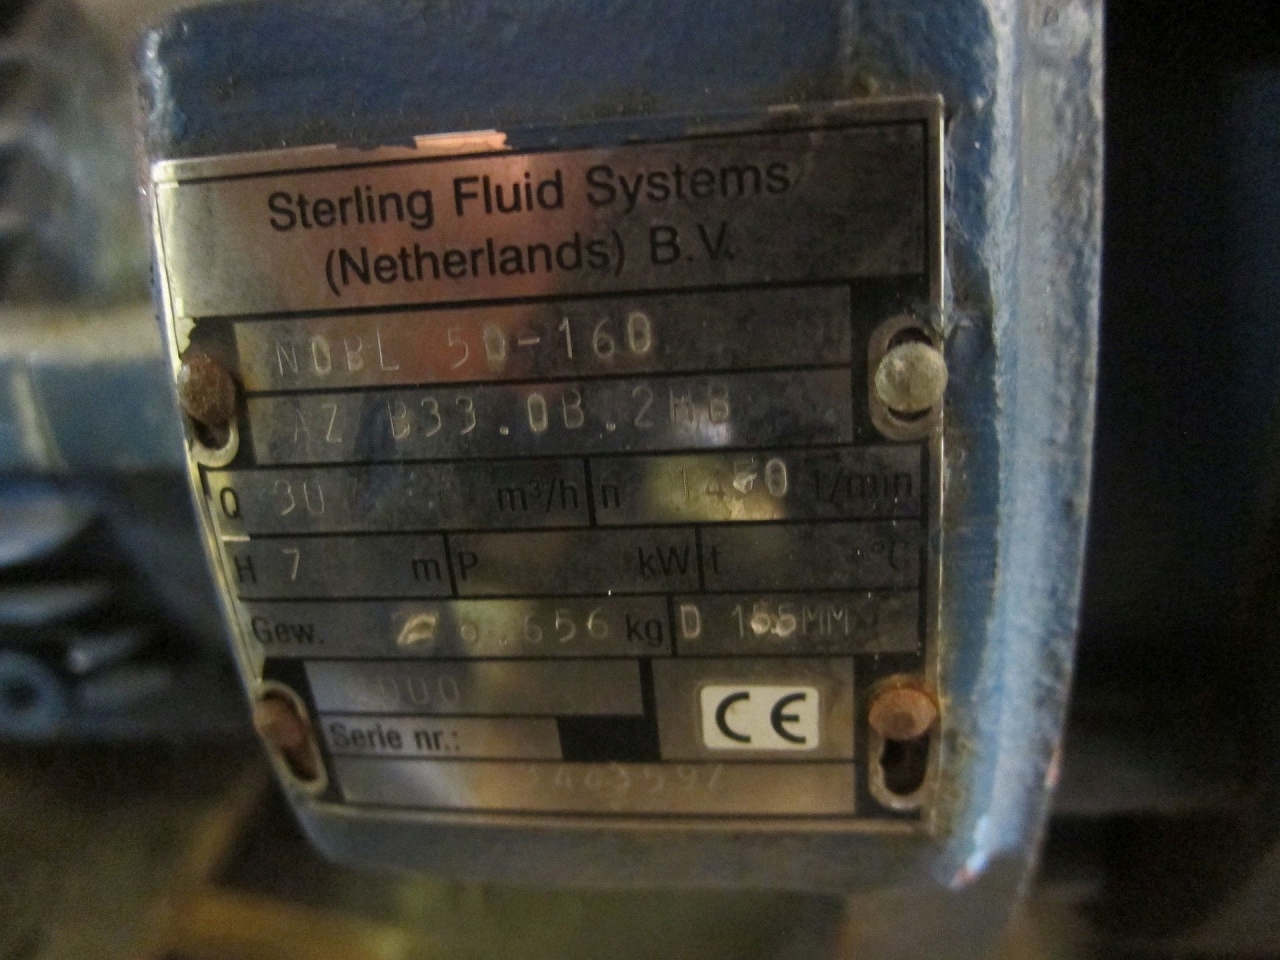 Sterling Fluid Systems
(Netherlands) B.V.
NOBL 50-160
AZ B33.0B.2HB
Q 30 m³/h n 1450 1/min
H 7 m P kW t °C
Gew. kg D MM
Serie nr.:
CE